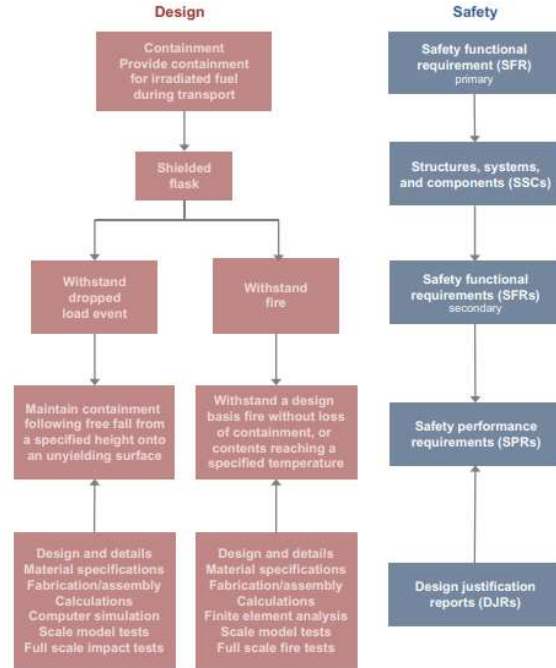 Design
Containment
Provide containment
for irradiated fuel
during transport
Shielded
flask
Withstand
dropped
load event
Withstand
fire
Maintain containment
following free fall from
a specified height onto
an unyielding surface
Withstand a design
basis fire without loss
of containment, or
contents reaching a
specified temperature
Design and details
Material specifications
Fabrication/assembly
Calculations
Computer simulation
Scale model tests
Full scale impact tests
Design and details
Material specifications
Fabrication/assembly
Calculations
Finite element analysis
Scale model tests
Full scale fire tests
Safety
Safety functional
requirement (SFR)
primary
Structures, systems,
and components (SSCs)
Safety functional
requirements (SFRs)
secondary
Safety performance
requirements (SPRs)
Design justification
reports (DJRs)